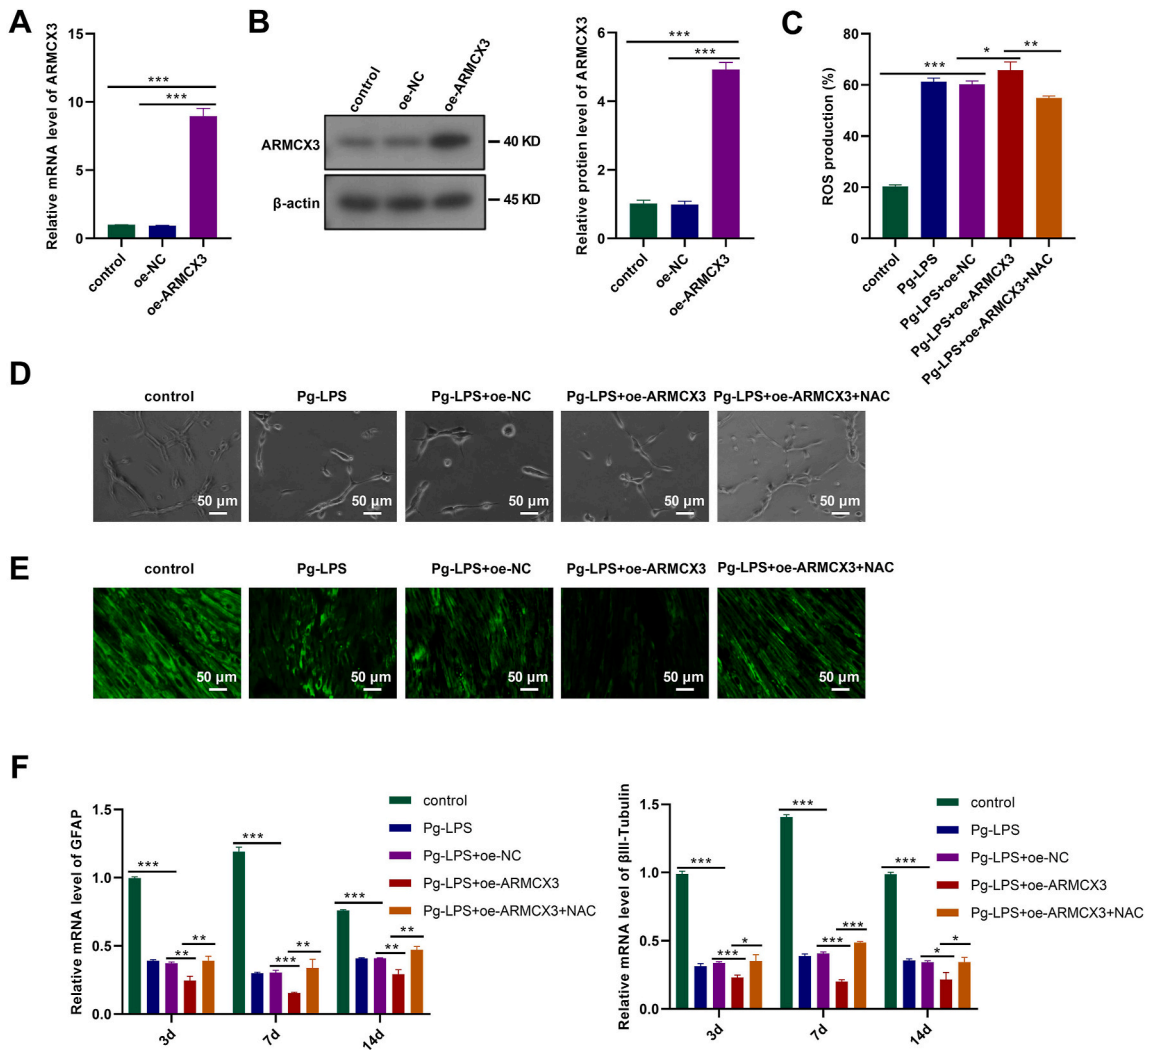 A
Relative mRNA level of ARMCX3
15
10
5
0
***
***
control
oe-NC
oe-ARMCX3
B
control
oe-NC
oe-ARMCX3
ARMCX3
40 KD
β-actin
45 KD
Relative protien level of ARMCX3
6
4
2
0
***
***
control
oe-NC
oe-ARMCX3
C
ROS production (%)
80
60
40
20
0
***
*
**
control
Pg-LPS
Pg-LPS+oe-NC
Pg-LPS+oe-ARMCX3
Pg-LPS+oe-ARMCX3+NAC
D
control
Pg-LPS
Pg-LPS+oe-NC
Pg-LPS+oe-ARMCX3
Pg-LPS+oe-ARMCX3+NAC
50 μm
50 μm
50 μm
50 μm
50 μm
E
control
Pg-LPS
Pg-LPS+oe-NC
Pg-LPS+oe-ARMCX3
Pg-LPS+oe-ARMCX3+NAC
50 μm
50 μm
50 μm
50 μm
50 μm
F
Relative mRNA level of GFAP
1.5
1.0
0.5
0.0
***
**
**
***
***
**
***
**
**
3d
7d
14d
control
Pg-LPS
Pg-LPS+oe-NC
Pg-LPS+oe-ARMCX3
Pg-LPS+oe-ARMCX3+NAC
Relative mRNA level of βIII-Tubulin
1.5
1.0
0.5
0.0
***
***
*
***
***
***
***
*
*
3d
7d
14d
control
Pg-LPS
Pg-LPS+oe-NC
Pg-LPS+oe-ARMCX3
Pg-LPS+oe-ARMCX3+NAC